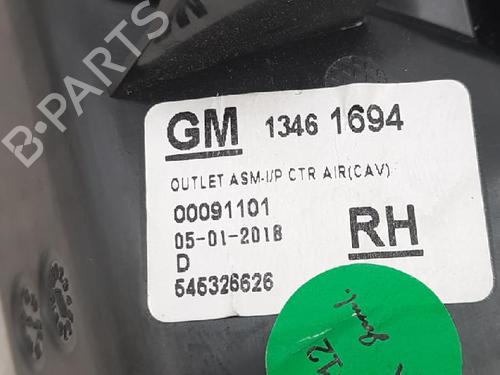 B-PARTS
GM 1346 1694
OUTLET ASM-I/P CTR AIR(CAV)
00091101
05-01-2018
RH
D
545326626